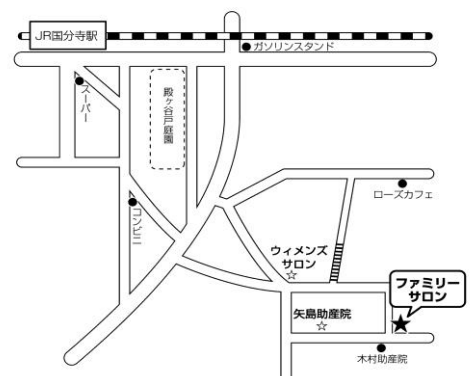 JR国分寺駅
ガソリンスタンド
スーパー
殿ヶ谷戸庭園
コンビニ
ローズカフェ
ウィメンズ
サロン
ファミリー
サロン
矢島助産院
木村助産院